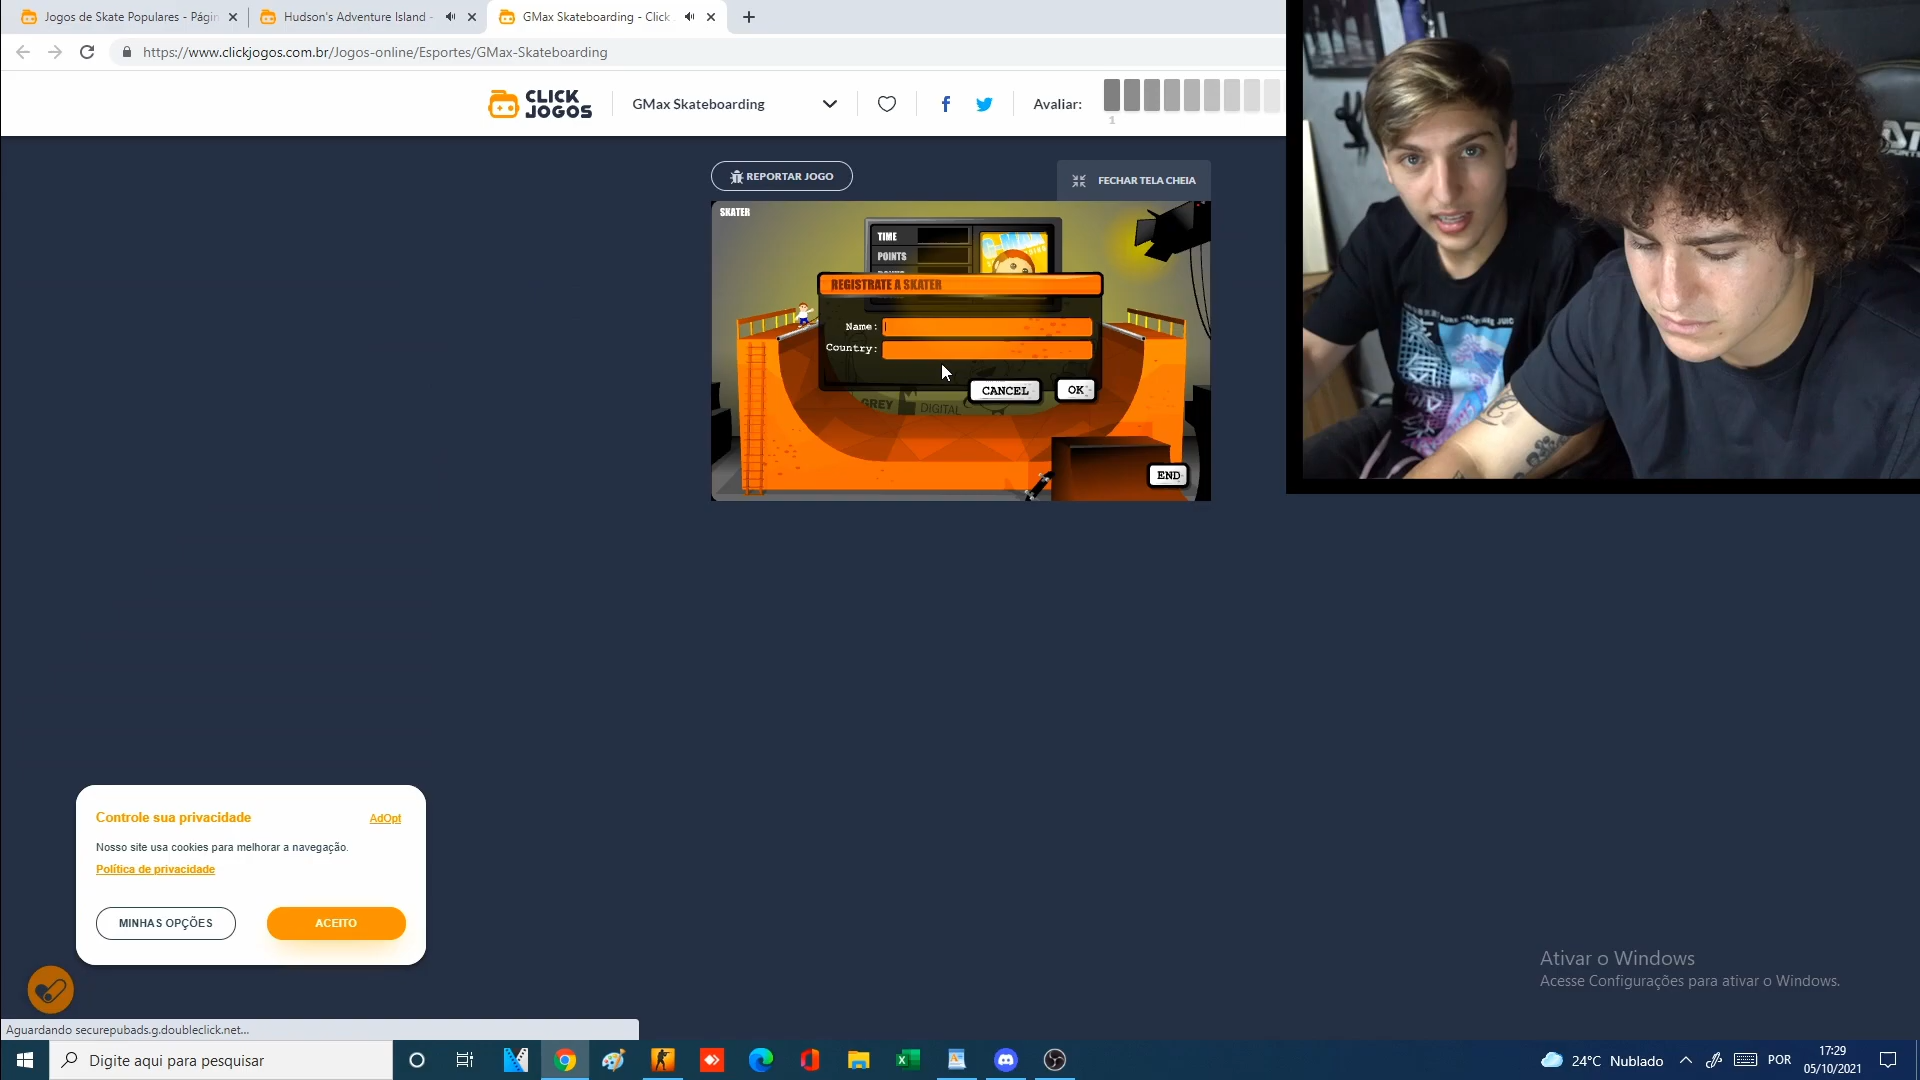 Jogos de Skate Populares - Págin
Hudson's Adventure Island -
GMax Skateboarding - Click
https://www.clickjogos.com.br/Jogos-online/Esportes/GMax-Skateboarding
CLICK
JOGOS
GMax Skateboarding
Avaliar:
1
REPORTAR JOGO
FECHAR TELA CHEIA
SKATER
TIME
POINTS
REGISTRATE A SKATER
Name:
Country:
CANCEL
OK
GREY
DIGITAL
END
Controle sua privacidade
AdOpt
Nosso site usa cookies para melhorar a navegação.
Política de privacidade
MINHAS OPÇÕES
ACEITO
Ativar o Windows
Acesse Configurações para ativar o Windows.
Aguardando securepubads.g.doubleclick.net...
Digite aqui para pesquisar
24°C Nublado
POR
17:29
05/10/2021